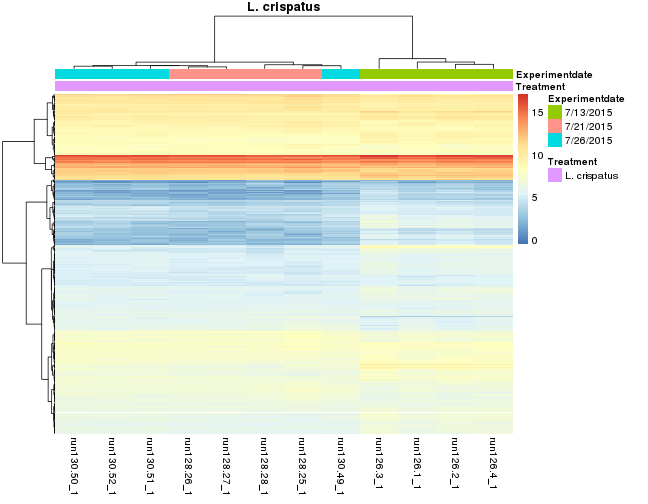 L. crispatus
Experimentdate
Treatment
Experimentdate
7/13/2015
7/21/2015
7/26/2015
Treatment
L. crispatus
15
10
5
0
run130.50_1
run130.52_1
run130.51_1
run128.26_1
run128.27_1
run128.28_1
run128.25_1
run130.49_1
run126.3_1
run126.1_1
run126.2_1
run126.4_1